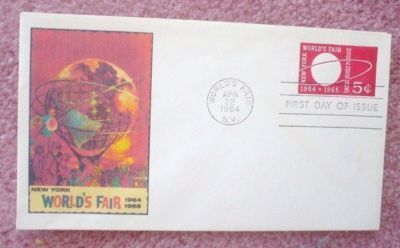 NEW YORK
WORLD'S FAIR
1964
1965
WORLD'S FAIR
APR
22
1964
N.Y.
WORLD'S FAIR
NEW YORK
1964 • 1965
5¢
FIRST DAY OF ISSUE